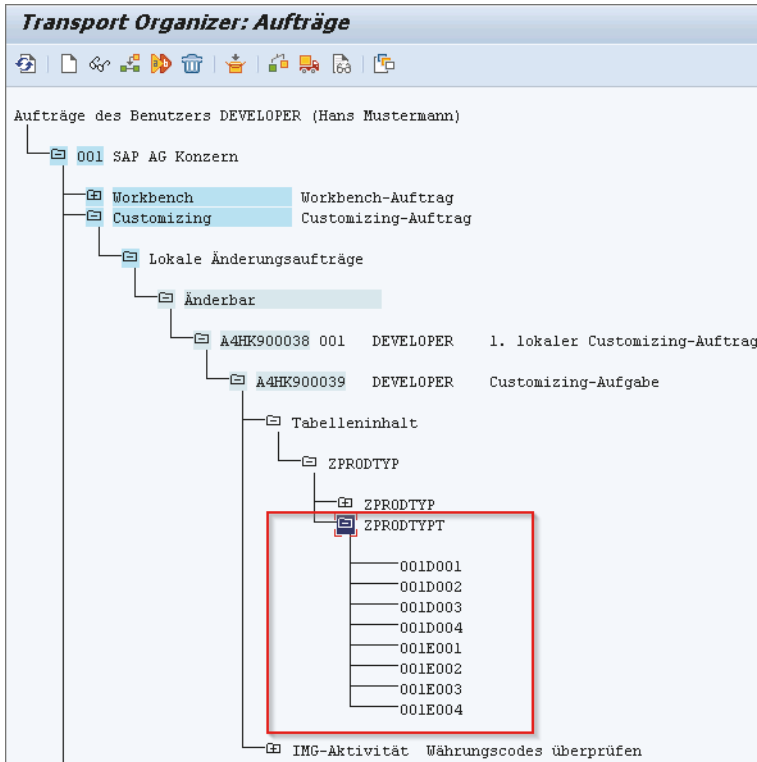 Transport Organizer: Aufträge
Aufträge des Benutzers DEVELOPER (Hans Mustermann)
001 SAP AG Konzern
Workbench Workbench-Auftrag
Customizing Customizing-Auftrag
Lokale Änderungsaufträge
Änderbar
A4HK900038 001 DEVELOPER 1. lokaler Customizing-Auftrag
A4HK900039 DEVELOPER Customizing-Aufgabe
Tabelleninhalt
ZPRODTYP
ZPRODTYP
ZPRODTYPT
001D001
001D002
001D003
001D004
001E001
001E002
001E003
001E004
IMG-Aktivität Währungscodes überprüfen